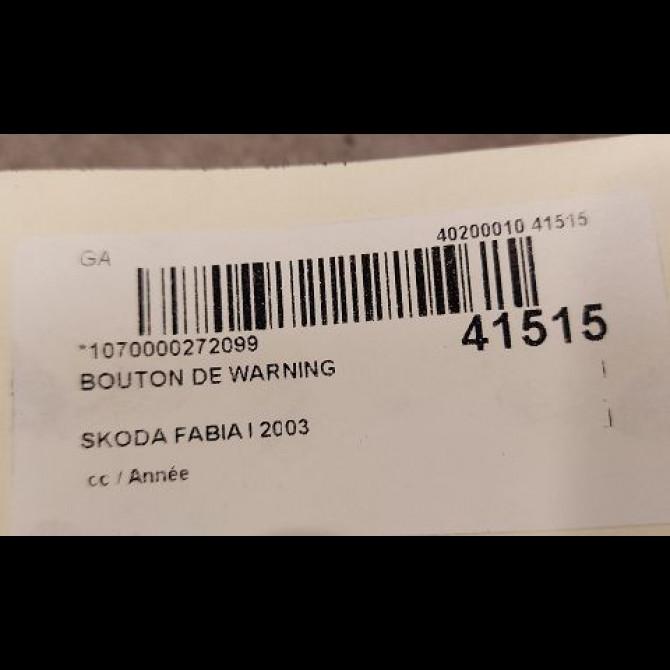 GA
40200010 41515
*1070000272099
41515
BOUTON DE WARNING
SKODA FABIA I 2003
cc / Année